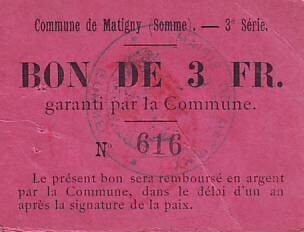 Commune de Matigny (Somme). — 3e Série.
BON DE 3 FR.
garanti par la Commune.
No 616
Le présent bon sera remboursé en argent
par la Commune, dans le délai d'un an
après la signature de la paix.